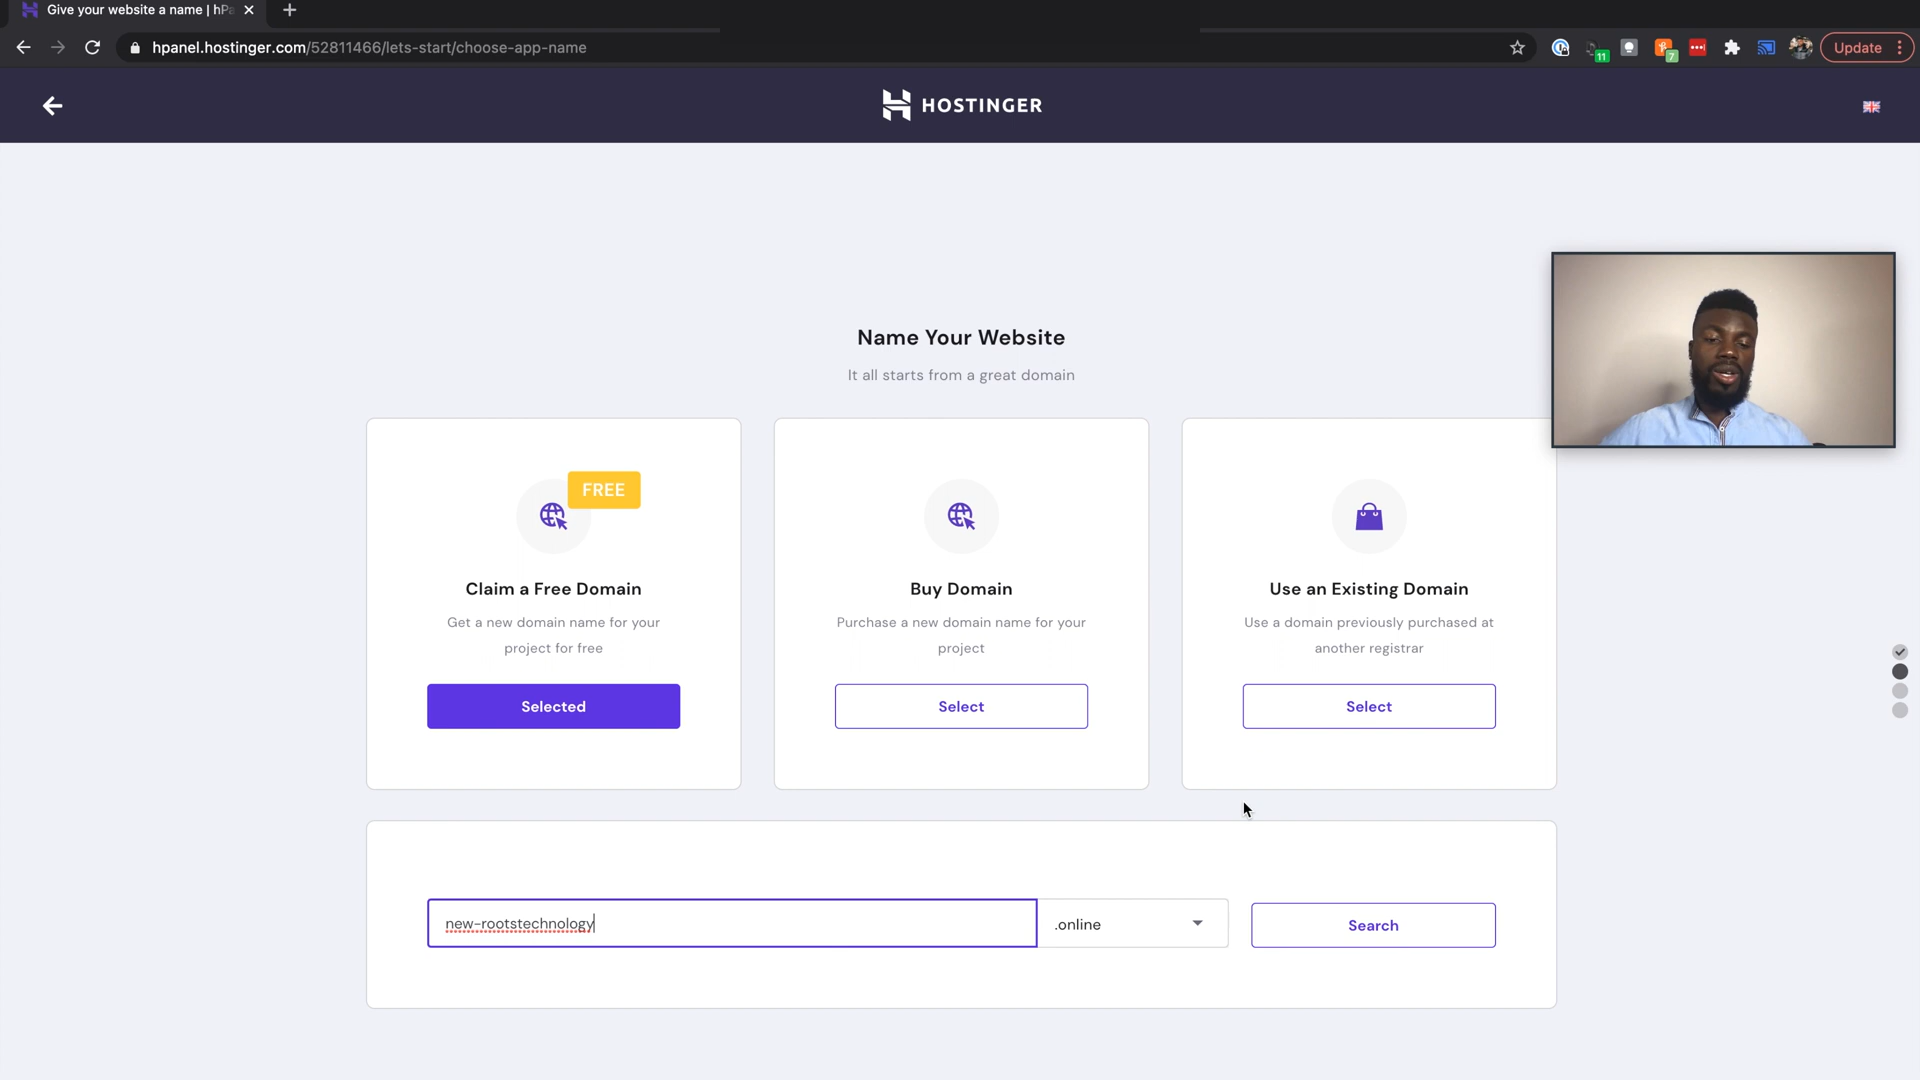 Give your website a name | hPa
hpanel.hostinger.com/52811466/lets-start/choose-app-name
11
7
Update
HOSTINGER
Name Your Website
It all starts from a great domain
FREE
Claim a Free Domain
Get a new domain name for your
project for free
Selected
Buy Domain
Purchase a new domain name for your
project
Select
Use an Existing Domain
Use a domain previously purchased at
another registrar
Select
new-rootstechnology
.online
Search